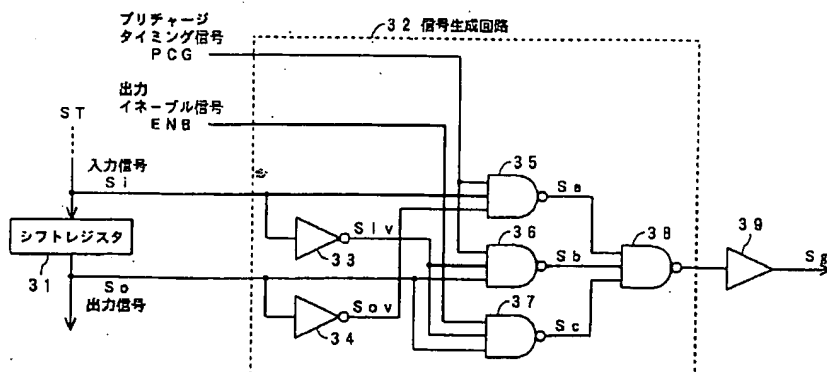 プリチャージ
タイミング信号
PCG
32 信号生成回路
出力
イネーブル信号
ENB
ST
入力信号
Si
35
Sa
シフトレジスタ
31
Siv
33
36
Sb
38
39
Sg
So
出力信号
Sov
34
37
Sc